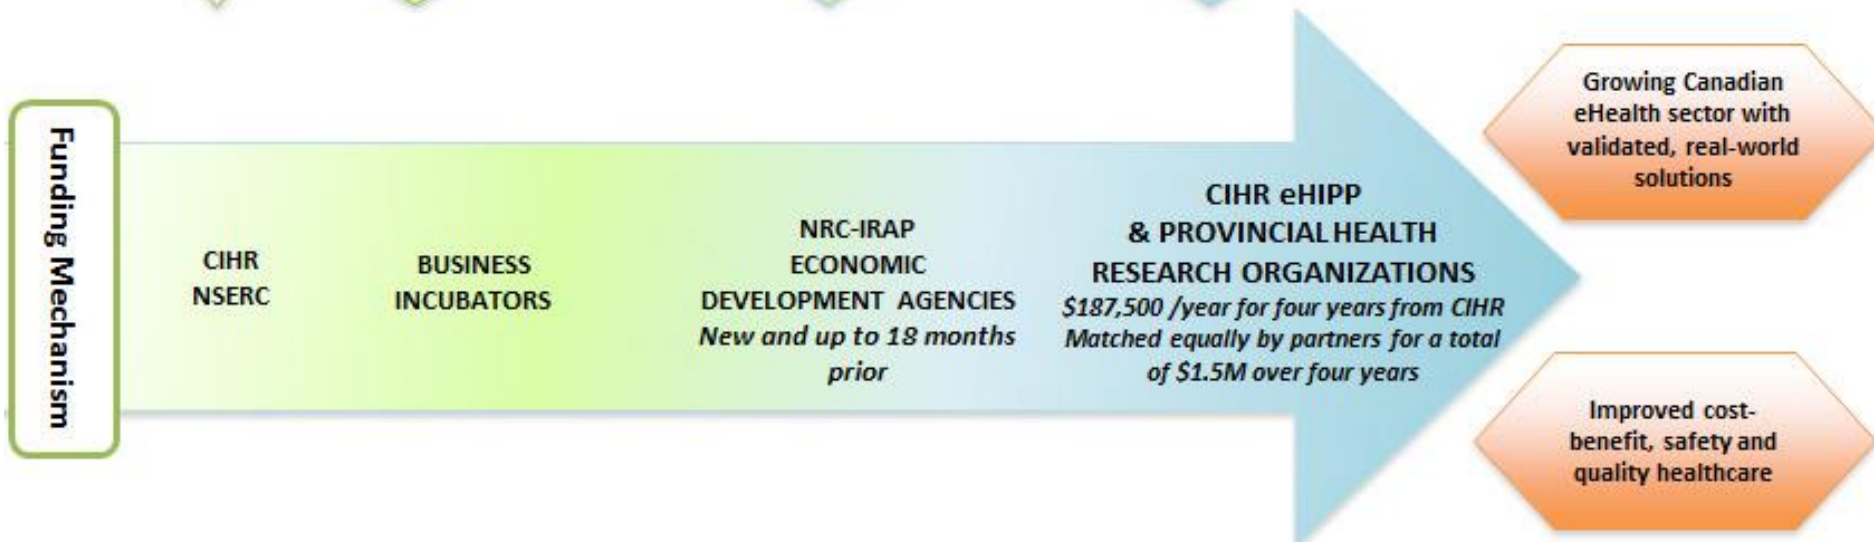 Funding Mechanism
CIHR
NSERC
BUSINESS
INCUBATORS
NRC-IRAP
ECONOMIC
DEVELOPMENT AGENCIES
New and up to 18 months
prior
CIHR eHIPP
& PROVINCIAL HEALTH
RESEARCH ORGANIZATIONS
$187,500 /year for four years from CIHR
Matched equally by partners for a total
of $1.5M over four years
Growing Canadian
eHealth sector with
validated, real-world
solutions
Improved cost-
benefit, safety and
quality healthcare